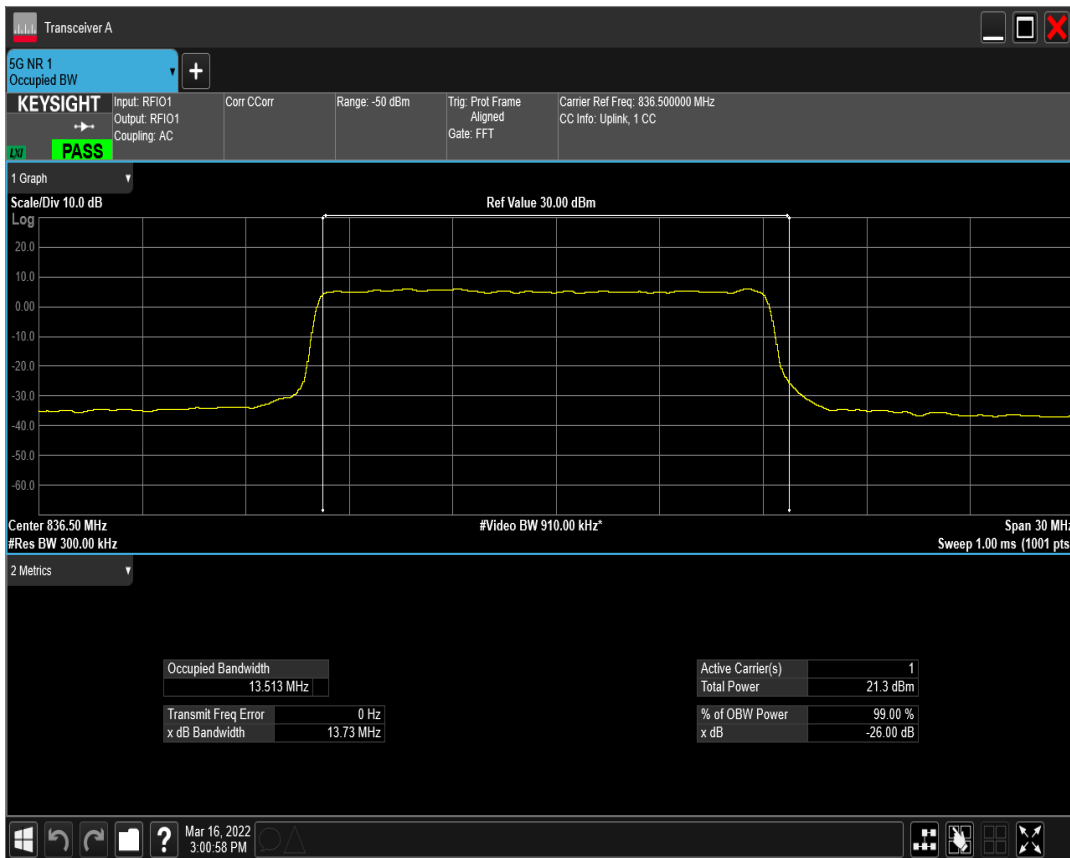 Transceiver A
5G NR 1
Occupied BW
+
KEYSIGHT
LXI
PASS
Input: RFIO1
Output: RFIO1
Coupling: AC
Corr CCorr
Range: -50 dBm
Trig: Prot Frame
Aligned
Gate: FFT
Carrier Ref Freq: 836.500000 MHz
CC Info: Uplink, 1 CC
1 Graph
Scale/Div 10.0 dB
Ref Value 30.00 dBm
Log
20.0
10.0
0.00
-10.0
-20.0
-30.0
-40.0
-50.0
-60.0
Center 836.50 MHz
#Video BW 910.00 kHz*
Span 30 MHz
#Res BW 300.00 kHz
Sweep 1.00 ms (1001 pts
2 Metrics
Occupied Bandwidth
13.513 MHz
Transmit Freq Error 0 Hz
x dB Bandwidth 13.73 MHz
Active Carrier(s) 1
Total Power 21.3 dBm
% of OBW Power 99.00 %
x dB -26.00 dB
?
Mar 16, 2022
3:00:58 PM